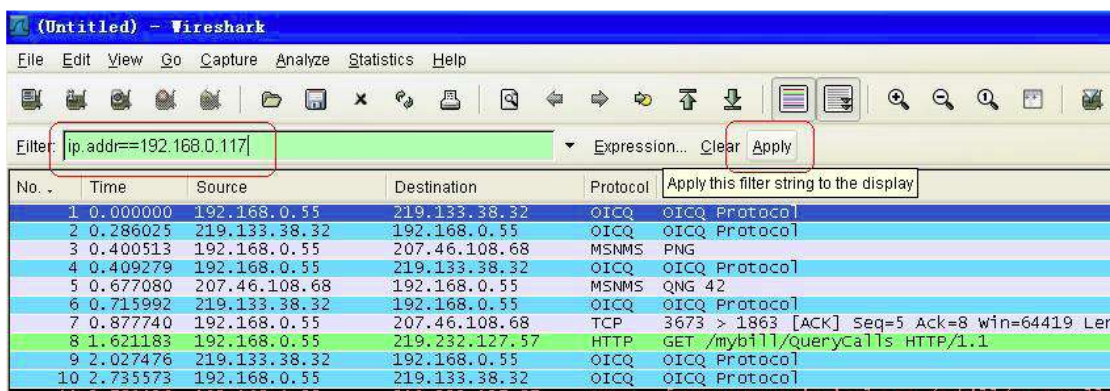 (Untitled) - Wireshark
File Edit View Go Capture Analyze Statistics Help
Filter: ip.addr==192.168.0.117 Expression... Clear Apply
No. Time Source Destination Protocol Apply this filter string to the display
1 0.000000 192.168.0.55 219.133.38.32 OICQ OICQ Protocol
2 0.286025 219.133.38.32 192.168.0.55 OICQ OICQ Protocol
3 0.400513 192.168.0.55 207.46.108.68 MSNMS PNG
4 0.409279 192.168.0.55 219.133.38.32 OICQ OICQ Protocol
5 0.677080 207.46.108.68 192.168.0.55 MSNMS QNG 42
6 0.715992 219.133.38.32 192.168.0.55 OICQ OICQ Protocol
7 0.877740 192.168.0.55 207.46.108.68 TCP 3673 > 1863 [ACK] Seq=5 Ack=8 Win=64419 Len
8 1.621183 192.168.0.55 219.232.127.57 HTTP GET /mybill/QueryCalls HTTP/1.1
9 2.027476 219.133.38.32 192.168.0.55 OICQ OICQ Protocol
10 2.735573 192.168.0.55 219.133.38.32 OICQ OICQ Protocol